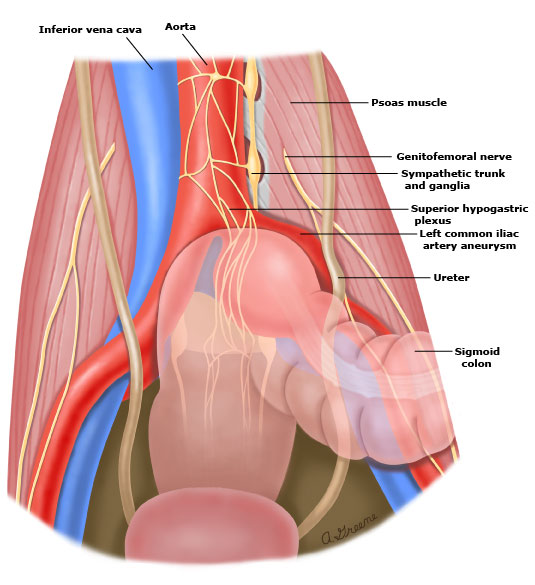 Inferior vena cava
Aorta
Psoas muscle
Genitofemoral nerve
Sympathetic trunk
and ganglia
Superior hypogastric
plexus
Left common iliac
artery aneurysm
Ureter
Sigmoid
colon
A. Greene